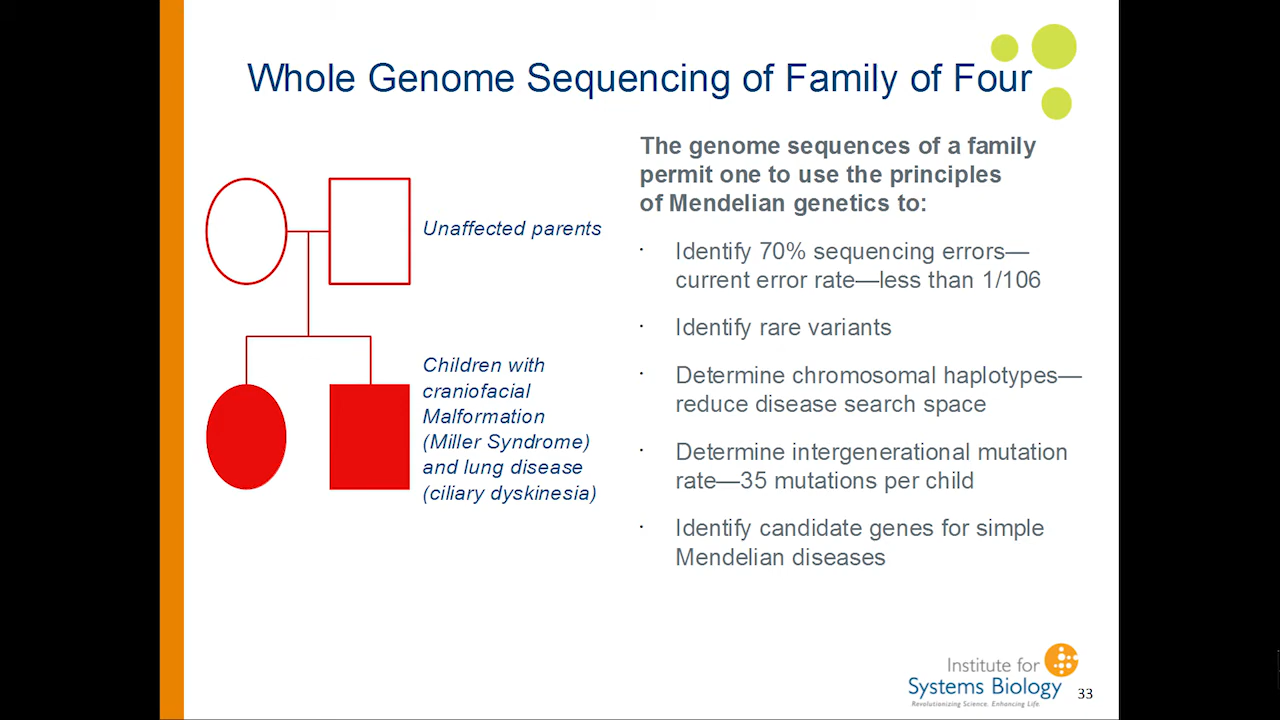 Whole Genome Sequencing of Family of Four
Unaffected parents
Children with
craniofacial
Malformation
(Miller Syndrome)
and lung disease
(ciliary dyskinesia)
The genome sequences of a family
permit one to use the principles
of Mendelian genetics to:
· Identify 70% sequencing errors—
current error rate—less than 1/106
· Identify rare variants
· Determine chromosomal haplotypes—
reduce disease search space
· Determine intergenerational mutation
rate—35 mutations per child
· Identify candidate genes for simple
Mendelian diseases
Institute for
Systems Biology
Revolutionizing Science. Enhancing Life.
33